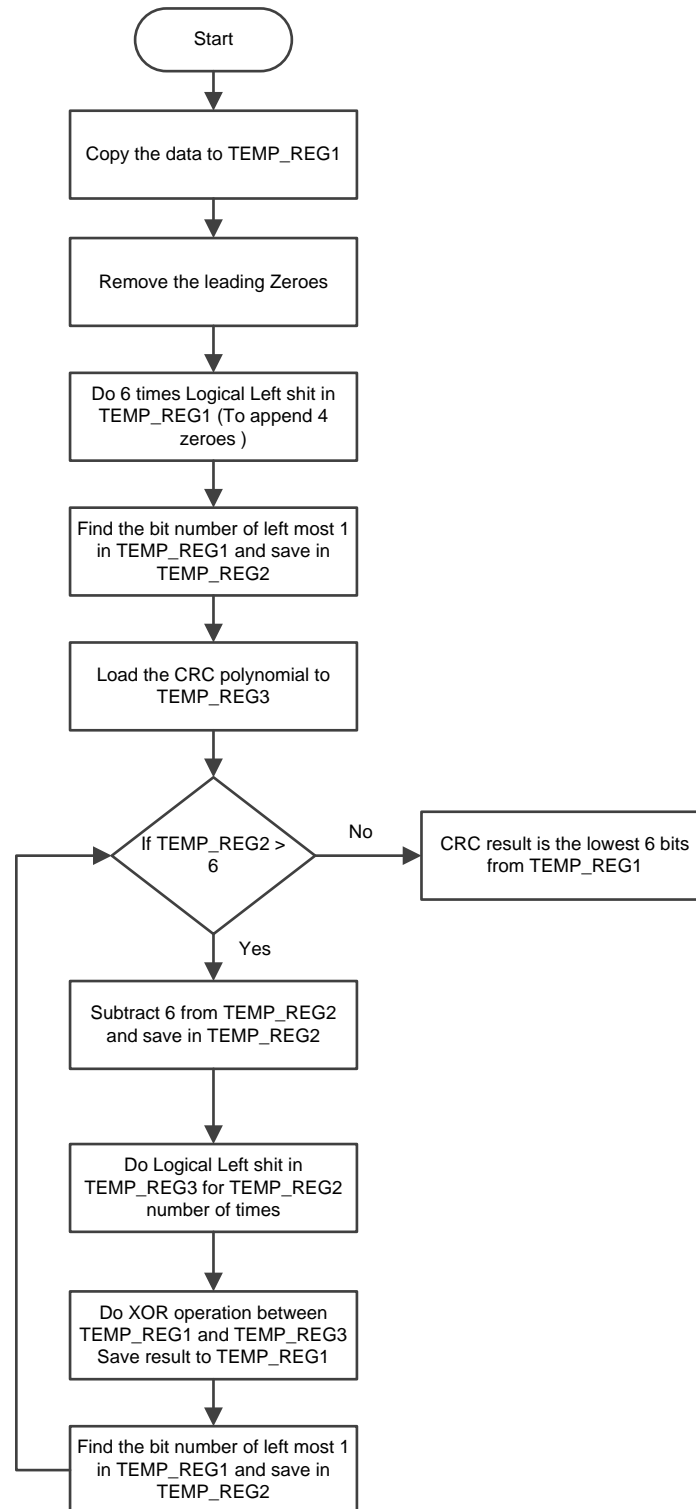 Start
Copy the data to TEMP_REG1
Remove the leading Zeroes
Do 6 times Logical Left shit in
TEMP_REG1 (To append 4
zeroes )
Find the bit number of left most 1
in TEMP_REG1 and save in
TEMP_REG2
Load the CRC polynomial to
TEMP_REG3
If TEMP_REG2 >
6
No
CRC result is the lowest 6 bits
from TEMP_REG1
Yes
Subtract 6 from TEMP_REG2
and save in TEMP_REG2
Do Logical Left shit in
TEMP_REG3 for TEMP_REG2
number of times
Do XOR operation between
TEMP_REG1 and TEMP_REG3
Save result to TEMP_REG1
Find the bit number of left most 1
in TEMP_REG1 and save in
TEMP_REG2